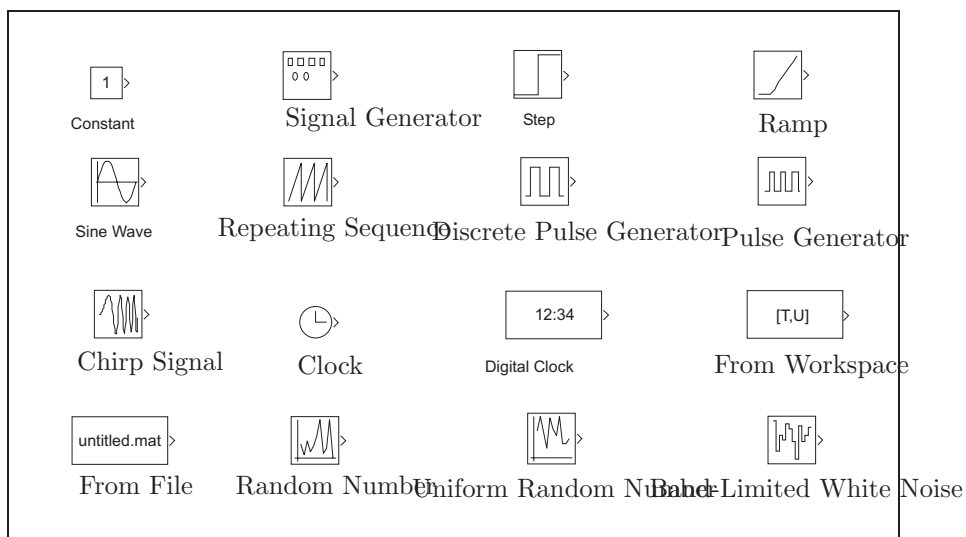 1
Constant
Signal Generator
Step
Ramp
Sine Wave
Repeating Sequence
Discrete Pulse Generator
Pulse Generator
Chirp Signal
Clock
12:34
Digital Clock
[T,U]
From Workspace
untitled.mat
From File
Random Number
Uniform Random Number
Band-Limited White Noise